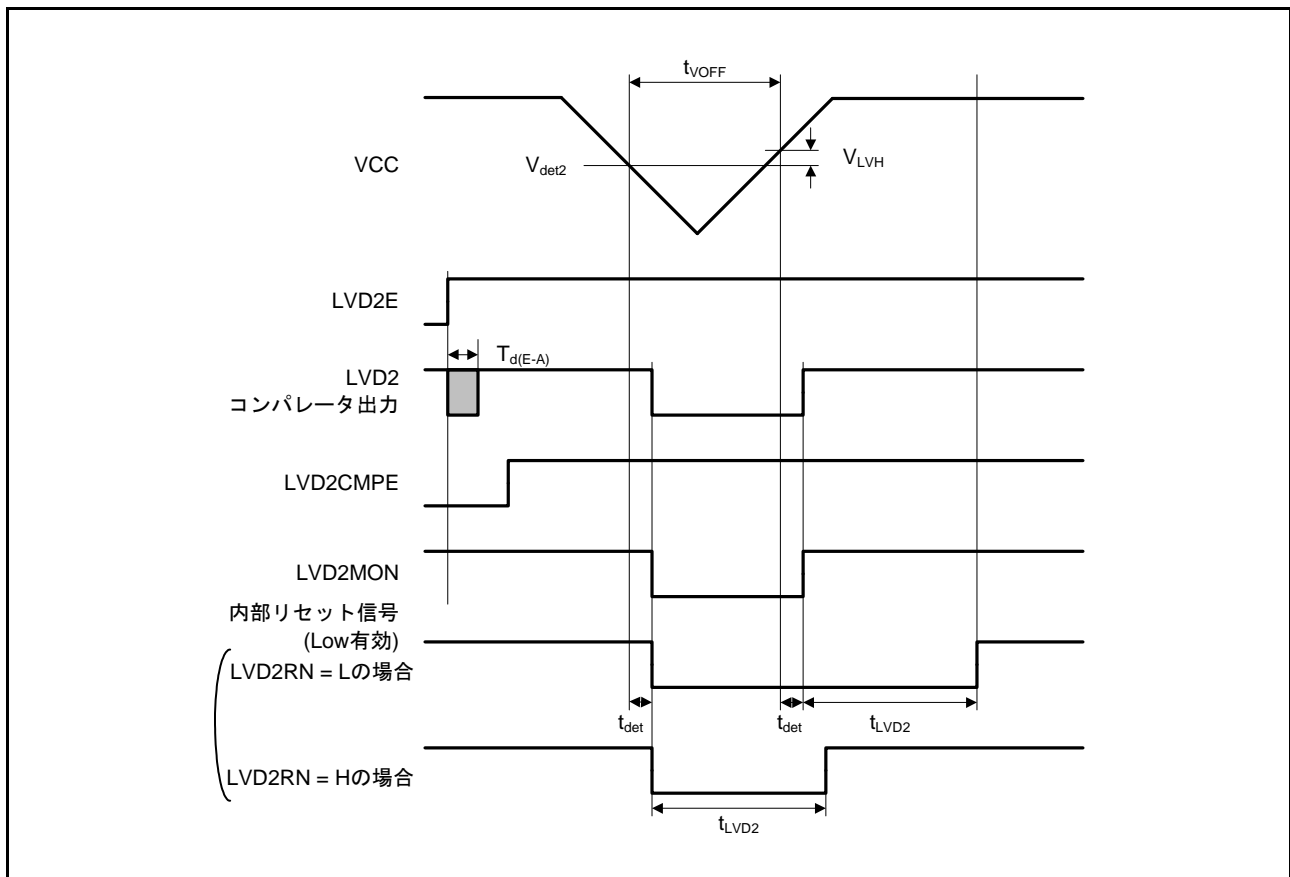 tVOFF
VCC
Vdet2
VLVH
LVD2E
Td(E-A)
LVD2
コンパレータ出力
LVD2CMPE
LVD2MON
内部リセット信号
(Low有効)
LVD2RN = Lの場合
tdet
tdet
tLVD2
LVD2RN = Hの場合
tLVD2